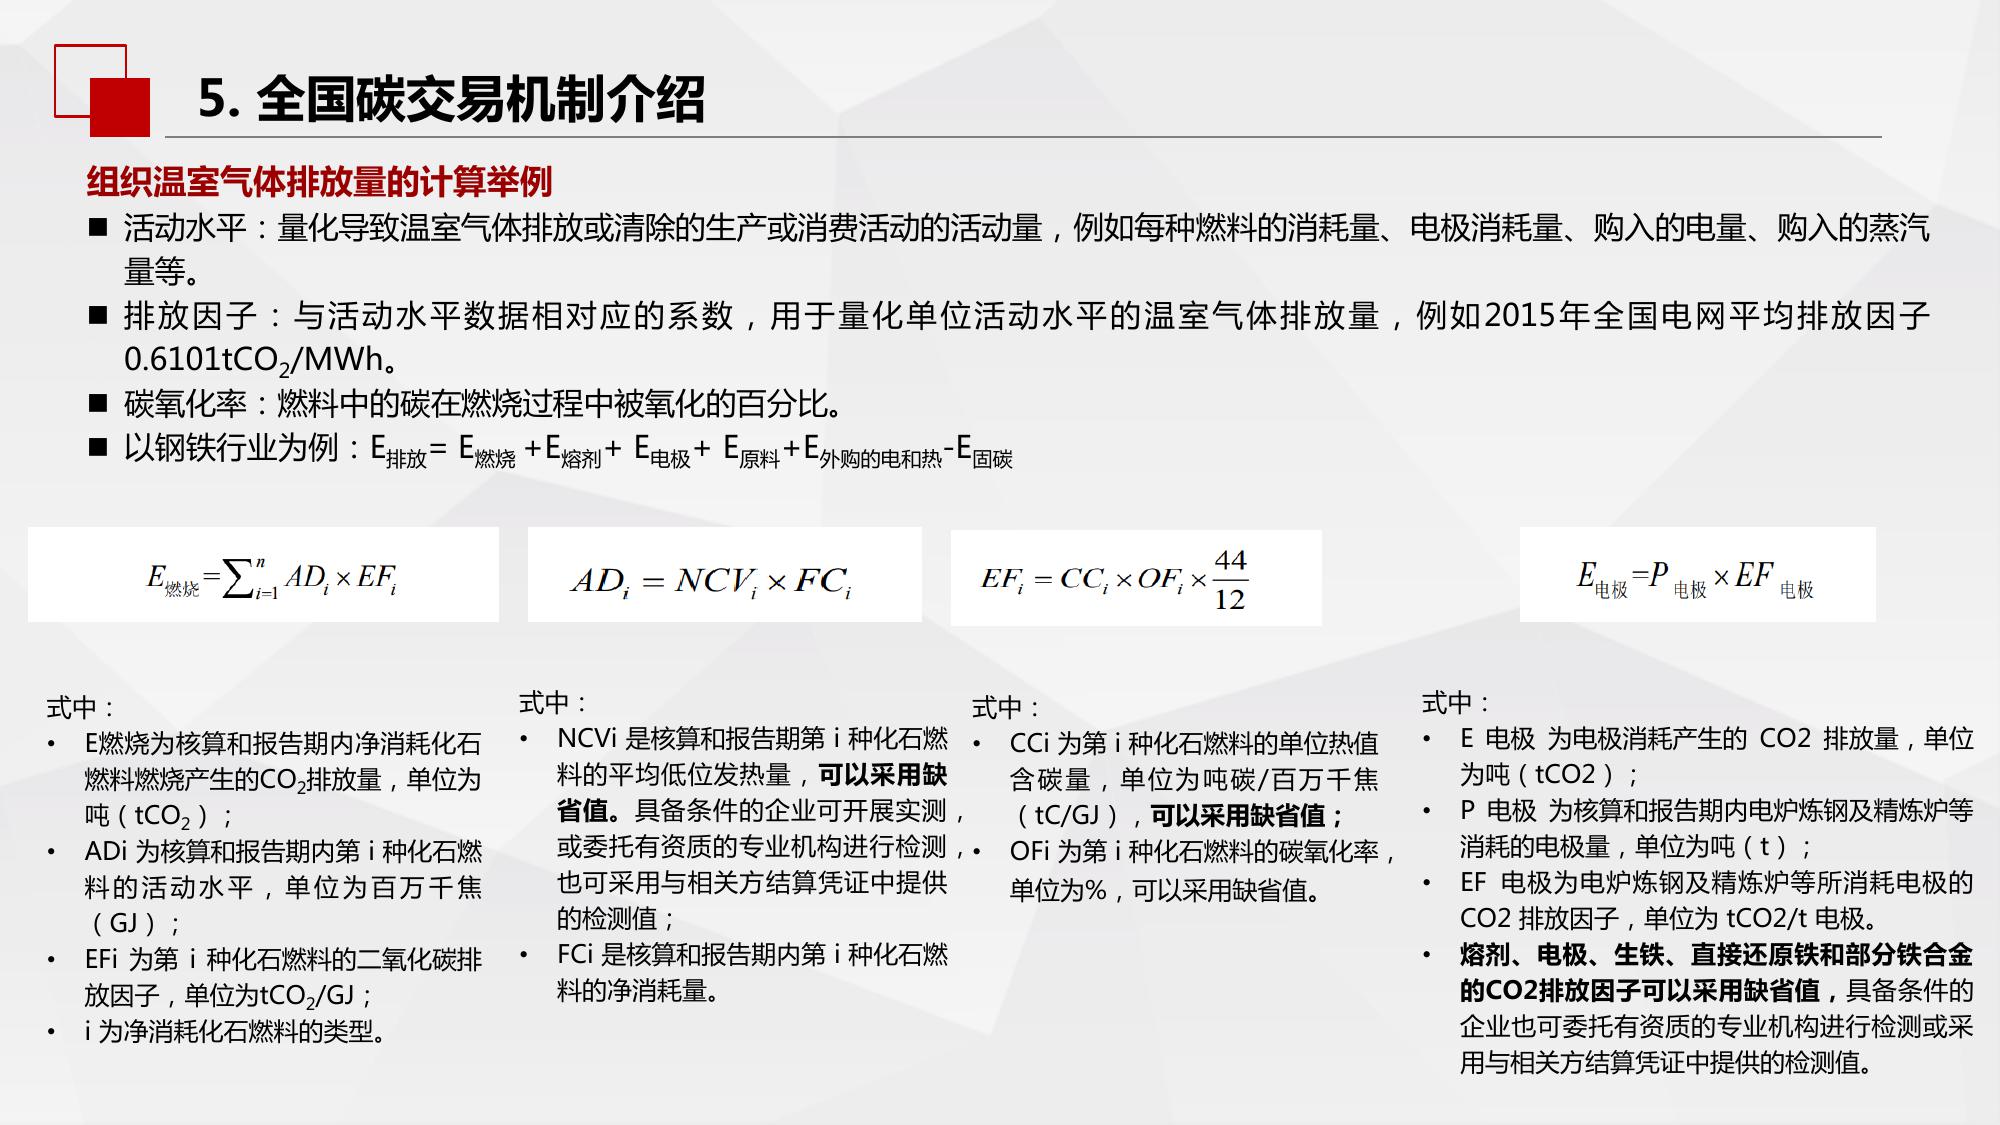 5. 全国碳交易机制介绍
组织温室气体排放量的计算举例
■ 活动水平：量化导致温室气体排放或清除的生产或消费活动的活动量，例如每种燃料的消耗量、电极消耗量、购入的电量、购入的蒸汽
量等。
■ 排放因子：与活动水平数据相对应的系数，用于量化单位活动水平的温室气体排放量，例如2015年全国电网平均排放因子
0.6101tCO₂/MWh。
■ 碳氧化率：燃料中的碳在燃烧过程中被氧化的百分比。
■ 以钢铁行业为例：E排放= E燃烧 +E熔剂+ E电极+ E原料+E外购的电和热-E固碳
E燃烧=∑ⁿᵢ₌₁ ADᵢ × EFᵢ
ADᵢ = NCVᵢ × FCᵢ
EFᵢ = CCᵢ × OFᵢ × 44/12
E电极=P电极 × EF电极
式中：
• E燃烧为核算和报告期内净消耗化石
燃料燃烧产生的CO₂排放量，单位为
吨（tCO₂）；
• ADi 为核算和报告期内第 i 种化石燃
料的活动水平，单位为百万千焦
（GJ）；
• EFi 为第 i 种化石燃料的二氧化碳排
放因子，单位为tCO₂/GJ；
• i 为净消耗化石燃料的类型。
式中：
• NCVi 是核算和报告期第 i 种化石燃
料的平均低位发热量，可以采用缺
省值。具备条件的企业可开展实测，
或委托有资质的专业机构进行检测，
也可采用与相关方结算凭证中提供
的检测值；
• FCi 是核算和报告期内第 i 种化石燃
料的净消耗量。
式中：
• CCi 为第 i 种化石燃料的单位热值
含碳量，单位为吨碳/百万千焦
（tC/GJ），可以采用缺省值；
• OFi 为第 i 种化石燃料的碳氧化率，
单位为%，可以采用缺省值。
式中：
• E 电极 为电极消耗产生的 CO2 排放量，单位
为吨（tCO2）；
• P 电极 为核算和报告期内电炉炼钢及精炼炉等
消耗的电极量，单位为吨（t）；
• EF 电极为电炉炼钢及精炼炉等所消耗电极的
CO2 排放因子，单位为 tCO2/t 电极。
• 熔剂、电极、生铁、直接还原铁和部分铁合金
的CO2排放因子可以采用缺省值，具备条件的
企业也可委托有资质的专业机构进行检测或采
用与相关方结算凭证中提供的检测值。